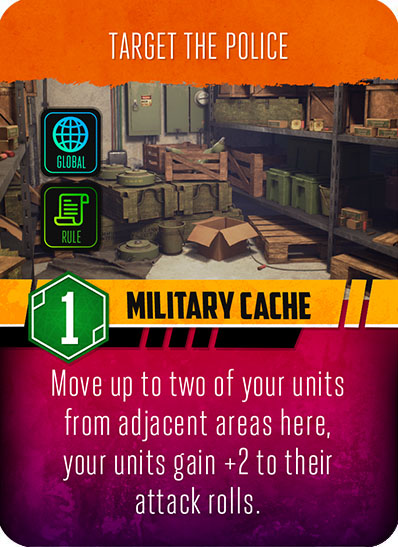 TARGET THE POLICE
GLOBAL
RULE
1
MILITARY CACHE
Move up to two of your units
from adjacent areas here,
your units gain +2 to their
attack rolls.